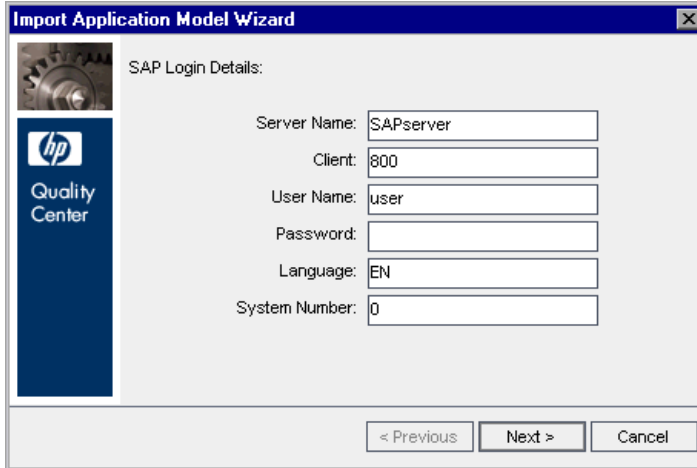 Import Application Model Wizard
SAP Login Details:
Server Name: SAPserver
Client: 800
User Name: user
Password:
Language: EN
System Number: 0
hp
Quality
Center
< Previous Next > Cancel